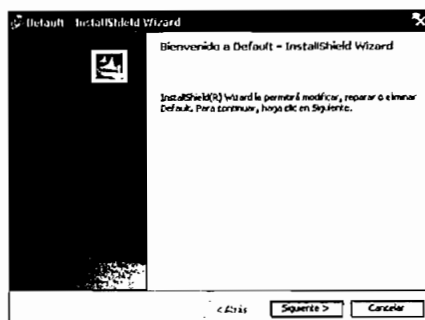 Default - InstallShield Wizard
Bienvenido a Default - InstallShield Wizard
InstallShield(R) Wizard le permitirá modificar, reparar o eliminar
Default. Para continuar, haga clic en Siguiente.
< Atrás
Siguiente >
Cancelar